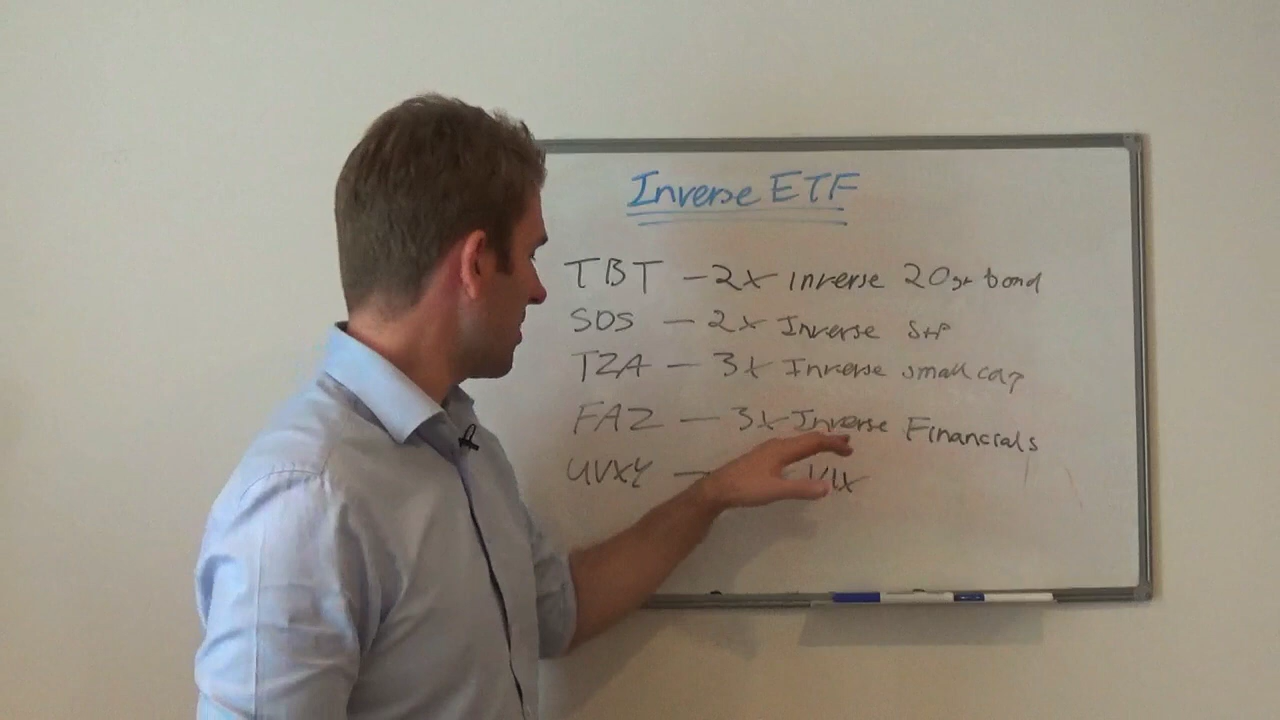 Inverse ETF
TBT - 2x inverse 20yr bond
SDS - 2x Inverse S+P
TZA - 3x Inverse small cap
FAZ - 3x Inverse Financials
UVXY - VIX